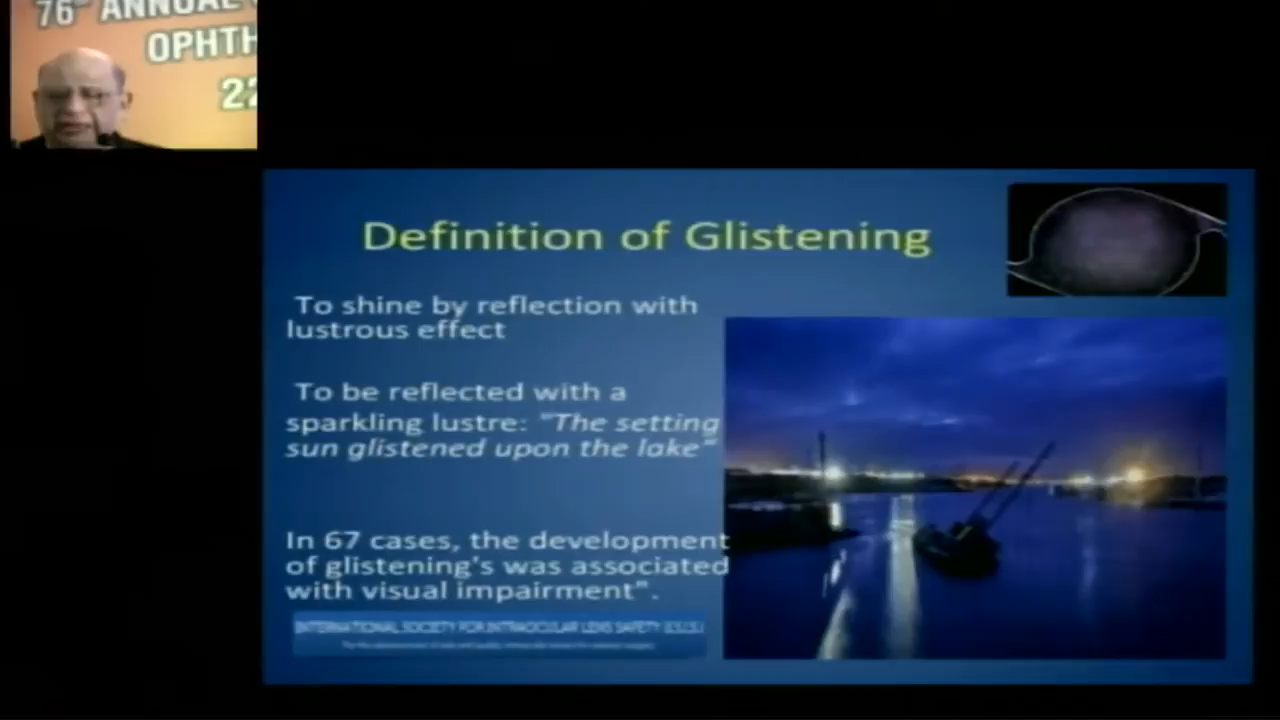 76th ANNUAL
OPHTH
22
Definition of Glistening
To shine by reflection with
lustrous effect
To be reflected with a
sparkling lustre: "The setting
sun glistened upon the lake"
In 67 cases, the development
of glistening's was associated
with visual impairment".
INTERNATIONAL SOCIETY FOR INTRAOCULAR LENS SAFETY